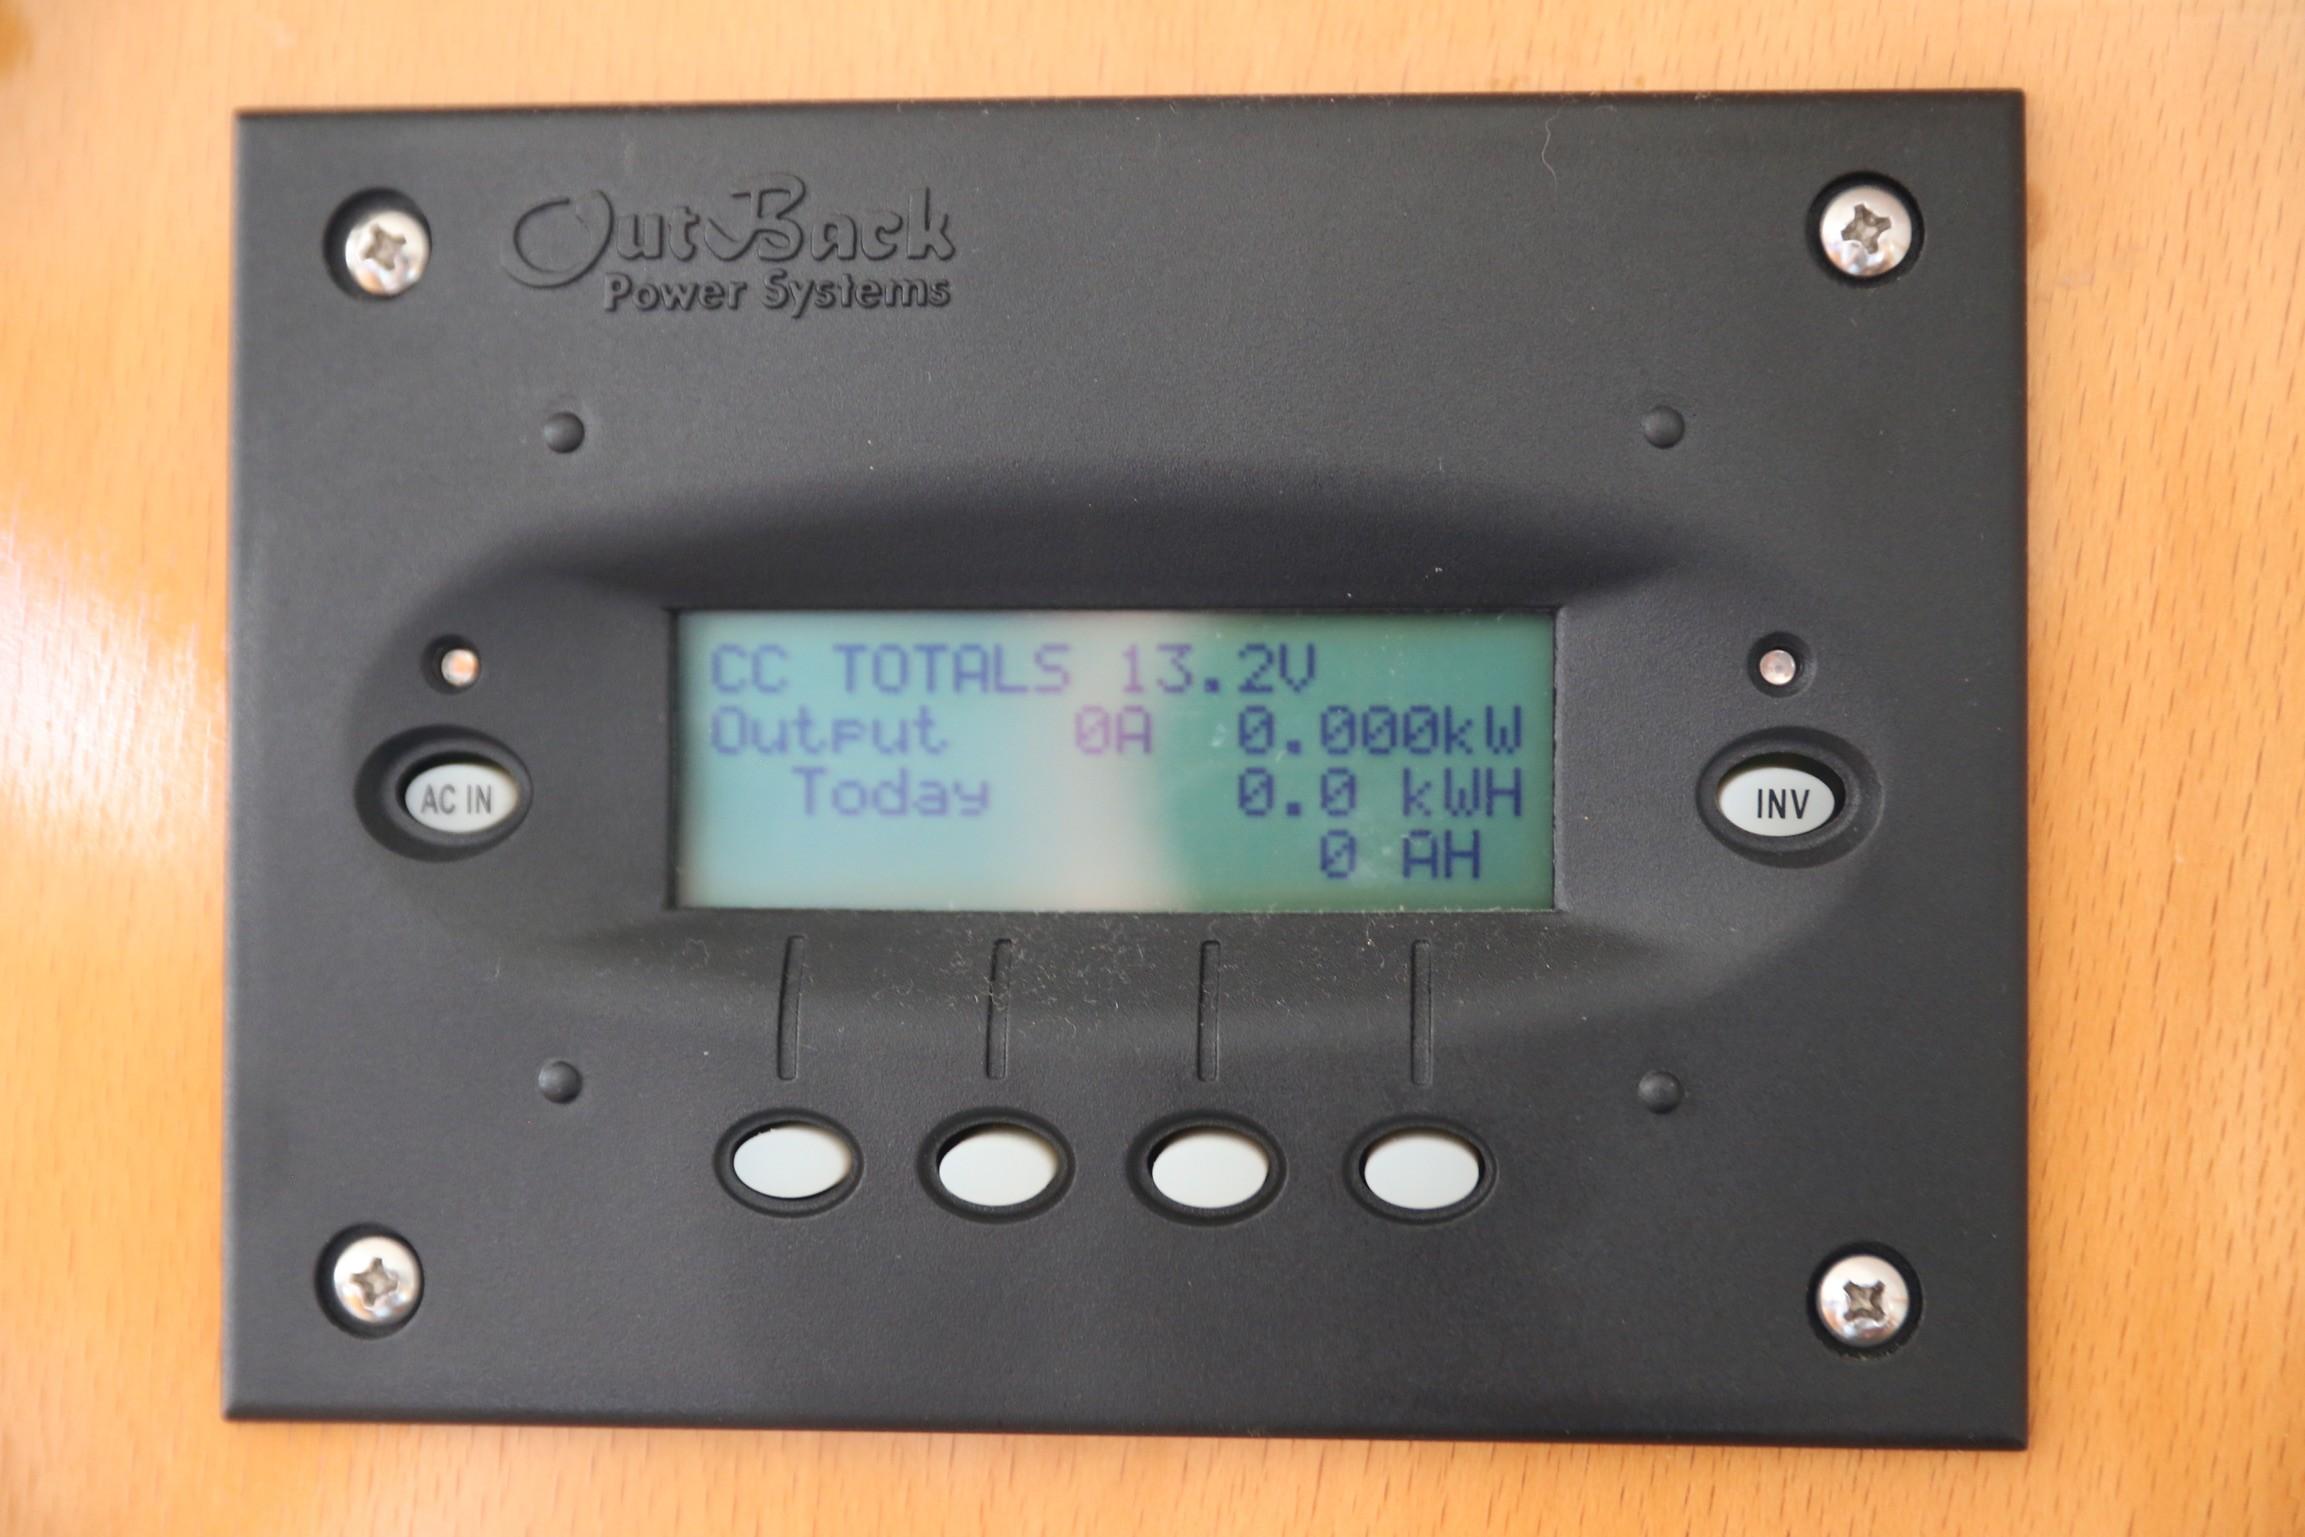 OutBack
Power Systems
CC TOTALS 13.2V
Output 0A 0.000kW
Today 0.0 kWH
0 AH
AC IN
INV